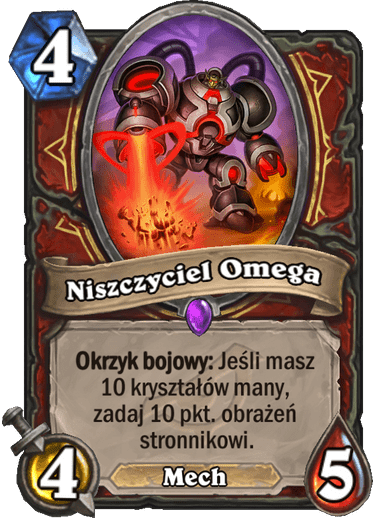 4
Niszczyciel Omega
Okrzyk bojowy: Jeśli masz
10 kryształów many,
zadaj 10 pkt. obrażeń
stronnikowi.
4
Mech
5